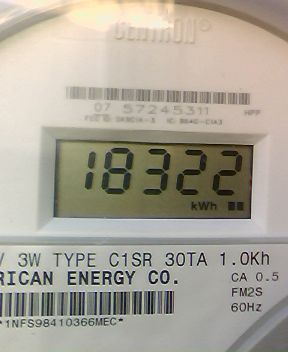 CENTRON®
07 57245311 HPP
18322
kWh
V 3W TYPE C1SR 30TA 1.0Kh
RICAN ENERGY CO. CA 0.5
FM2S
60Hz
*1NFS98410366MEC*